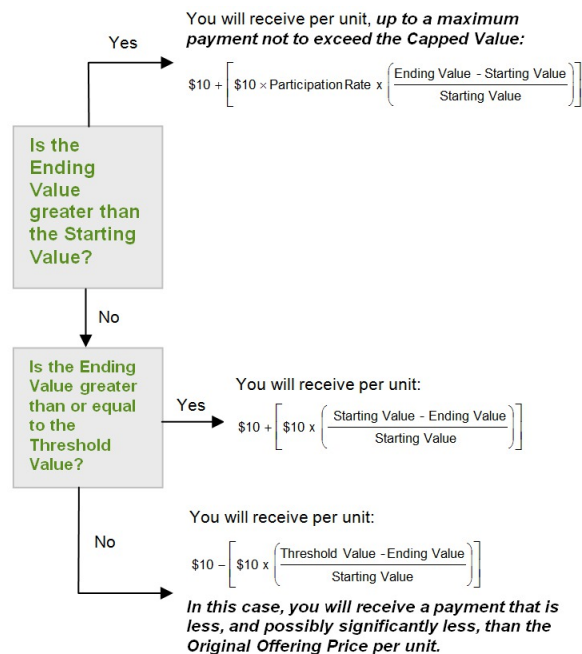 You will receive per unit, up to a maximum
payment not to exceed the Capped Value:
Yes
$10 + [ $10 × Participation Rate x ( Ending Value - Starting Value / Starting Value ) ]
Is the
Ending
Value
greater than
the Starting
Value?
No
Is the Ending
Value greater
than or equal
to the
Threshold
Value?
Yes
You will receive per unit:
$10 + [ $10 x ( Starting Value - Ending Value / Starting Value ) ]
No
You will receive per unit:
$10 − [ $10 x ( Threshold Value - Ending Value / Starting Value ) ]
In this case, you will receive a payment that is
less, and possibly significantly less, than the
Original Offering Price per unit.